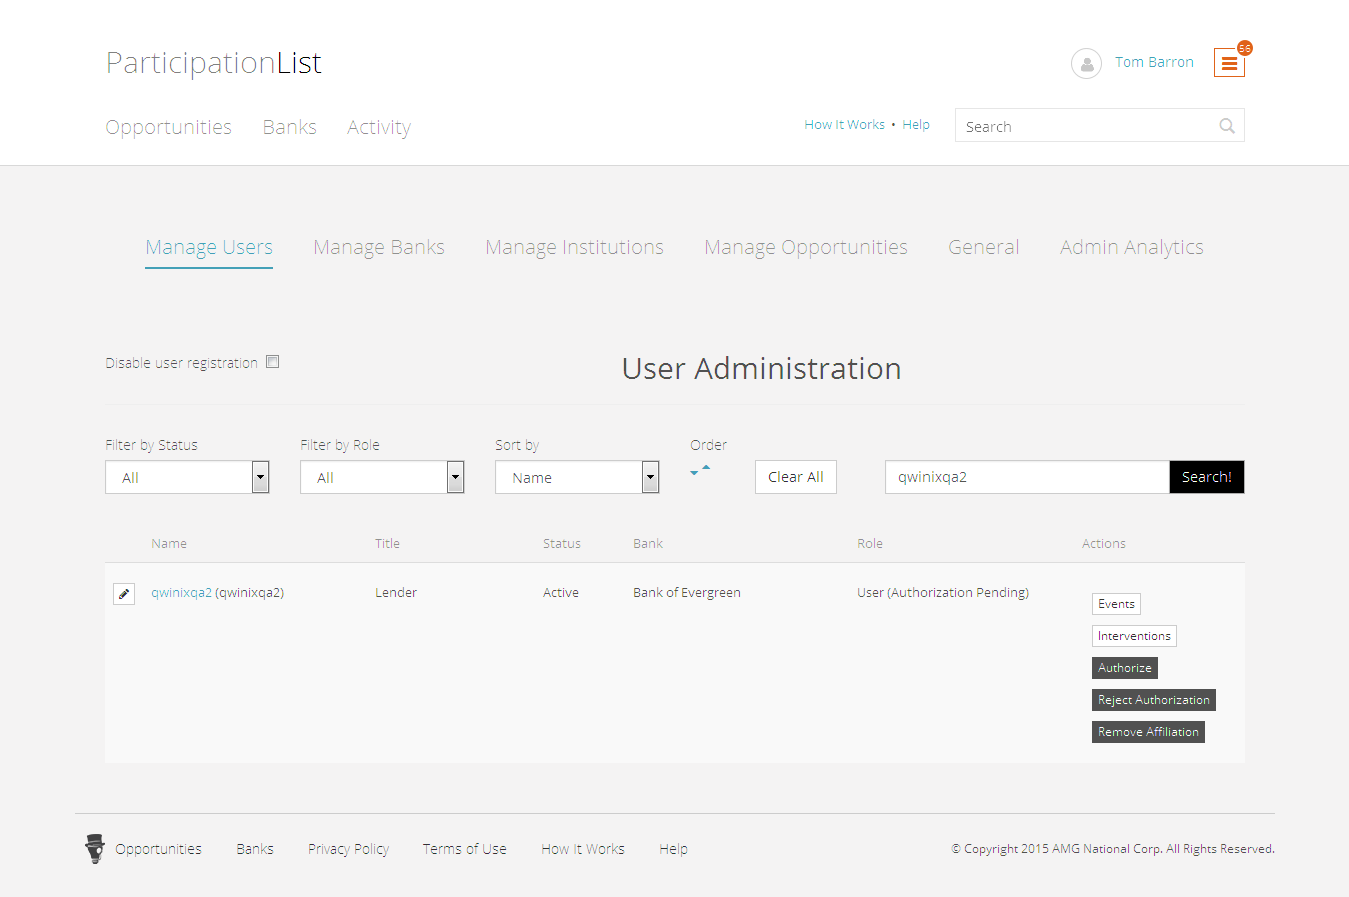 ParticipationList
Tom Barron
56
Opportunities Banks Activity
How It Works • Help
Search
Manage Users Manage Banks Manage Institutions Manage Opportunities General Admin Analytics
Disable user registration
User Administration
Filter by Status Filter by Role Sort by Order
All All Name Clear All qwinixqa2 Search!
Name Title Status Bank Role Actions
qwinixqa2 (qwinixqa2) Lender Active Bank of Evergreen User (Authorization Pending)
Events
Interventions
Authorize
Reject Authorization
Remove Affiliation
Opportunities Banks Privacy Policy Terms of Use How It Works Help © Copyright 2015 AMG National Corp. All Rights Reserved.